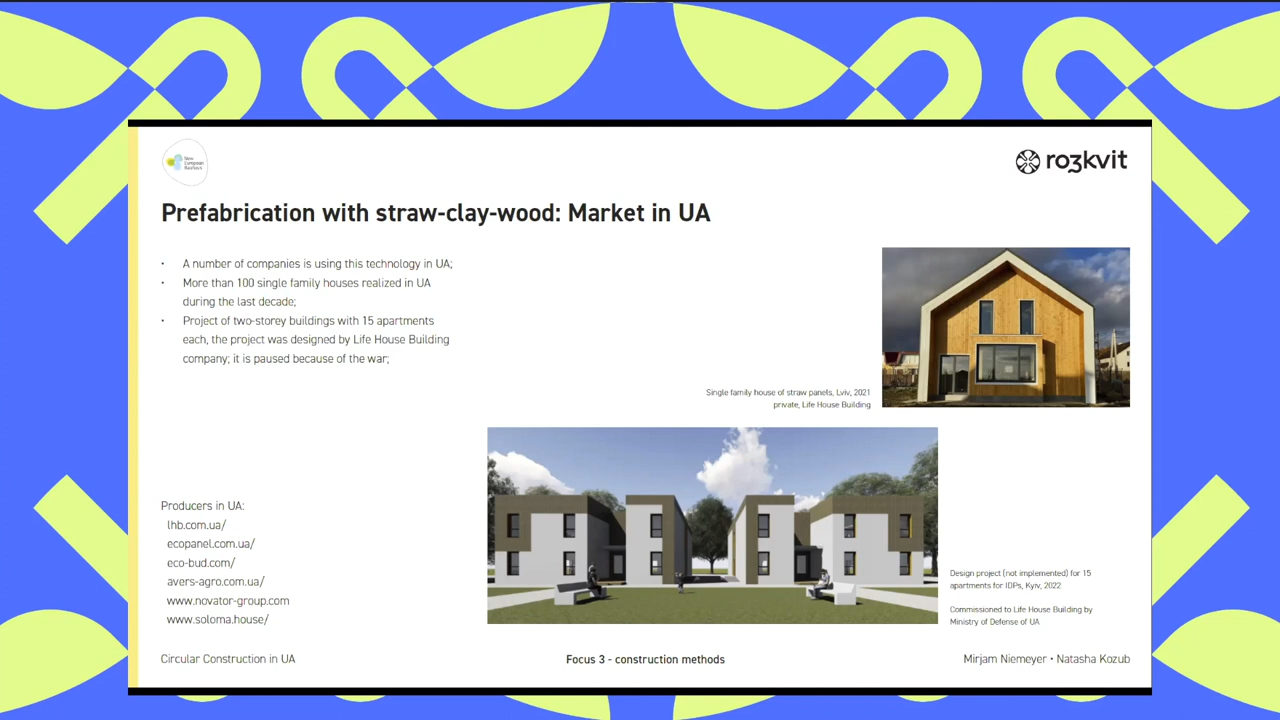 New
European
Bauhaus
ro3kvit
Prefabrication with straw-clay-wood: Market in UA
• A number of companies is using this technology in UA;
• More than 100 single family houses realized in UA
during the last decade;
• Project of two-storey buildings with 15 apartments
each, the project was designed by Life House Building
company; it is paused because of the war;
Single family house of straw panels, Lviv, 2021
private, Life House Building
Producers in UA:
lhb.com.ua/
ecopanel.com.ua/
eco-bud.com/
avers-agro.com.ua/
www.novator-group.com
www.soloma.house/
Design project (not implemented) for 15
apartments for IDPs, Kyiv, 2022
Commissioned to Life House Building by
Ministry of Defense of UA
Circular Construction in UA
Focus 3 - construction methods
Mirjam Niemeyer • Natasha Kozub